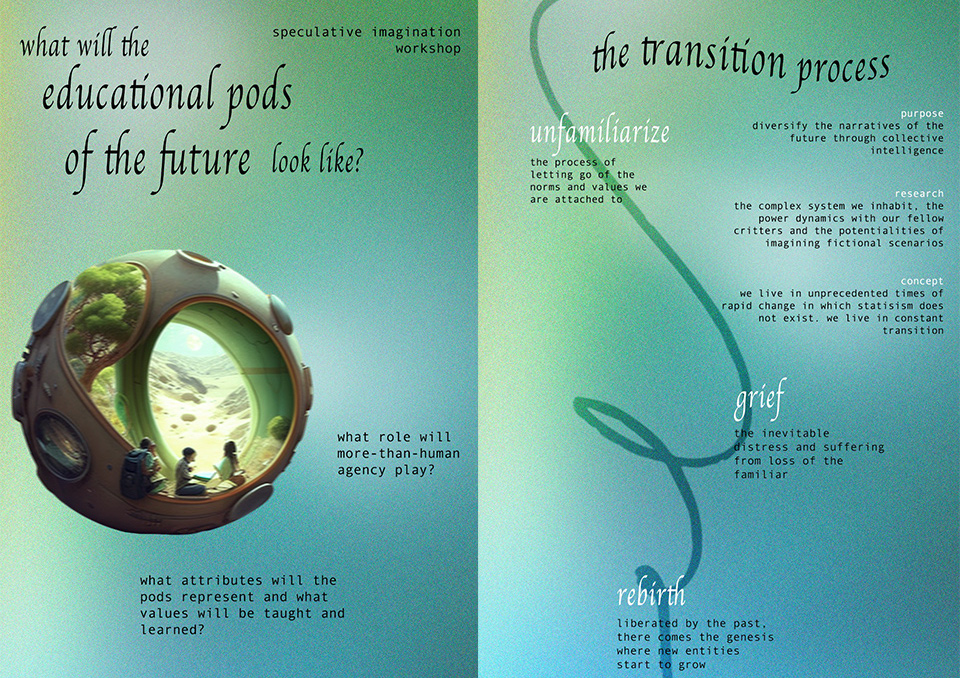 what will the
educational pods
of the future look like?
speculative imagination
workshop
what role will
more-than-human
agency play?
what attributes will the
pods represent and what
values will be taught and
learned?
the transition process
unfamiliarize
the process of
letting go of the
norms and values we
are attached to
purpose
diversify the narratives of the
future through collective
intelligence
research
the complex system we inhabit, the
power dynamics with our fellow
critters and the potentialities of
imagining fictional scenarios
concept
we live in unprecedented times of
rapid change in which statisism does
not exist. we live in constant
transition
grief
the inevitable
distress and suffering
from loss of the
familiar
rebirth
liberated by the past,
there comes the genesis
where new entities
start to grow